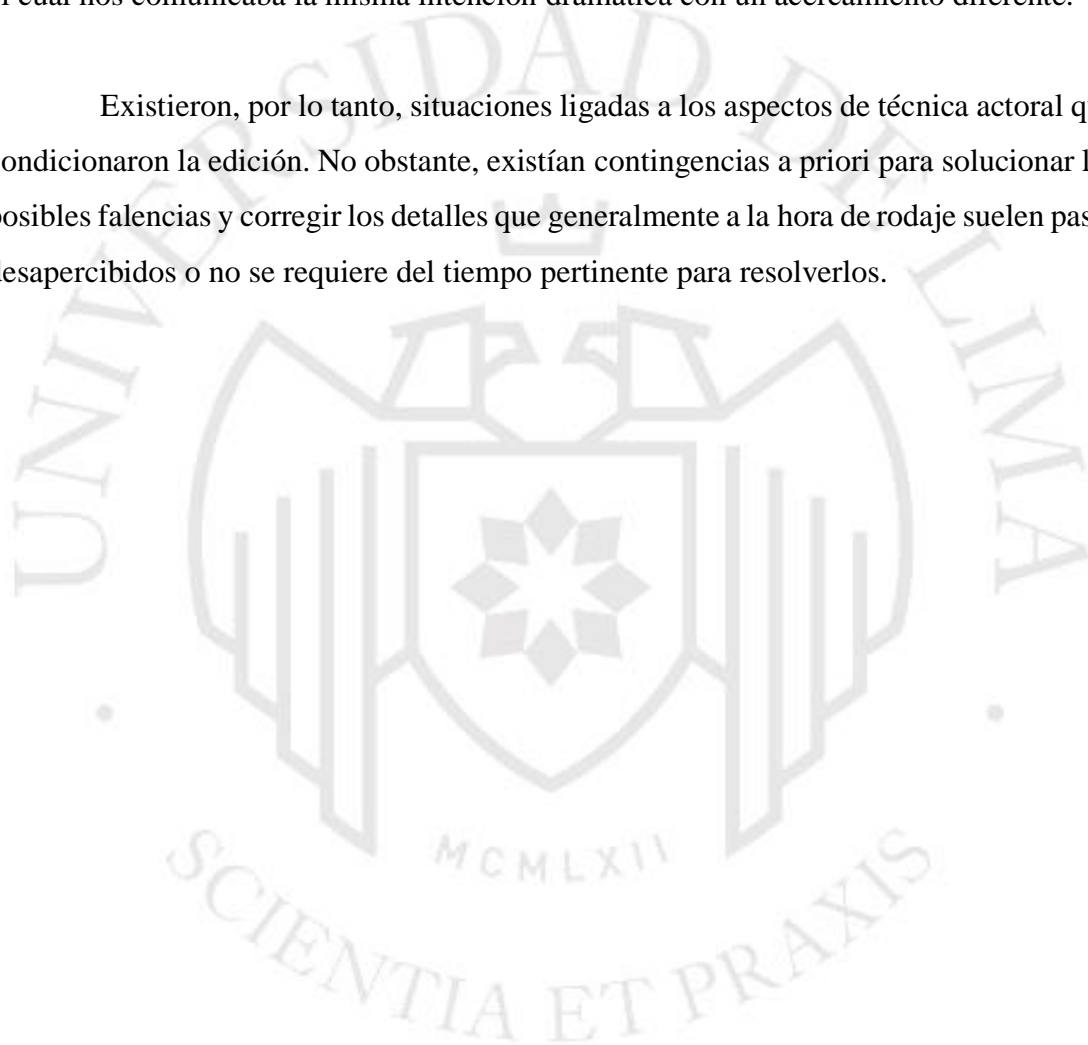 cual nos comunicaba la misma intención dramática con un acercamiento diferente.
Existieron, por lo tanto, situaciones ligadas a los aspectos de técnica actoral q
ondicionaron la edición. No obstante, existían contingencias a priori para solucionar l
posibles falencias y corregir los detalles que generalmente a la hora de rodaje suelen pas
desapercibidos o no se requiere del tiempo pertinente para resolverlos.
UNIVERSIDAD DE LIMA
MCMLXII
SCIENTIA ET PRAXIS